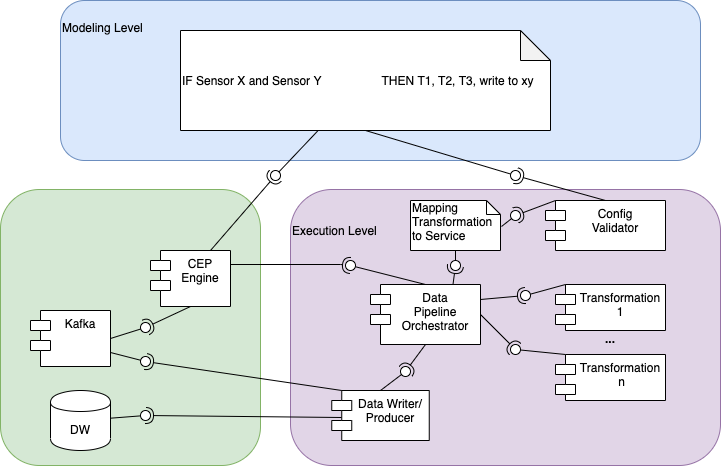 Modeling Level
IF Sensor X and Sensor Y
THEN T1, T2, T3, write to xy
Execution Level
Mapping
Transformation
to Service
Config
Validator
CEP
Engine
Data
Pipeline
Orchestrator
Transformation
1
...
Transformation
n
Kafka
Data Writer/
Producer
DW